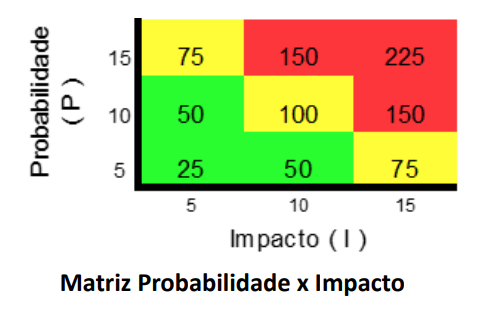 Probabilidade
( P )
15 75 150 225
10 50 100 150
5 25 50 75
5 10 15
Impacto ( I )
Matriz Probabilidade x Impacto